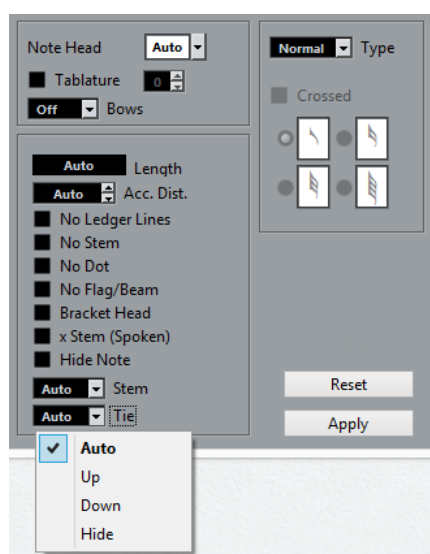 Note Head Auto
Tablature 0
Off Bows
Normal Type
Crossed
Auto Length
Auto Acc. Dist.
No Ledger Lines
No Stem
No Dot
No Flag/Beam
Bracket Head
x Stem (Spoken)
Hide Note
Auto Stem
Auto Tie
Reset
Apply
Auto
Up
Down
Hide